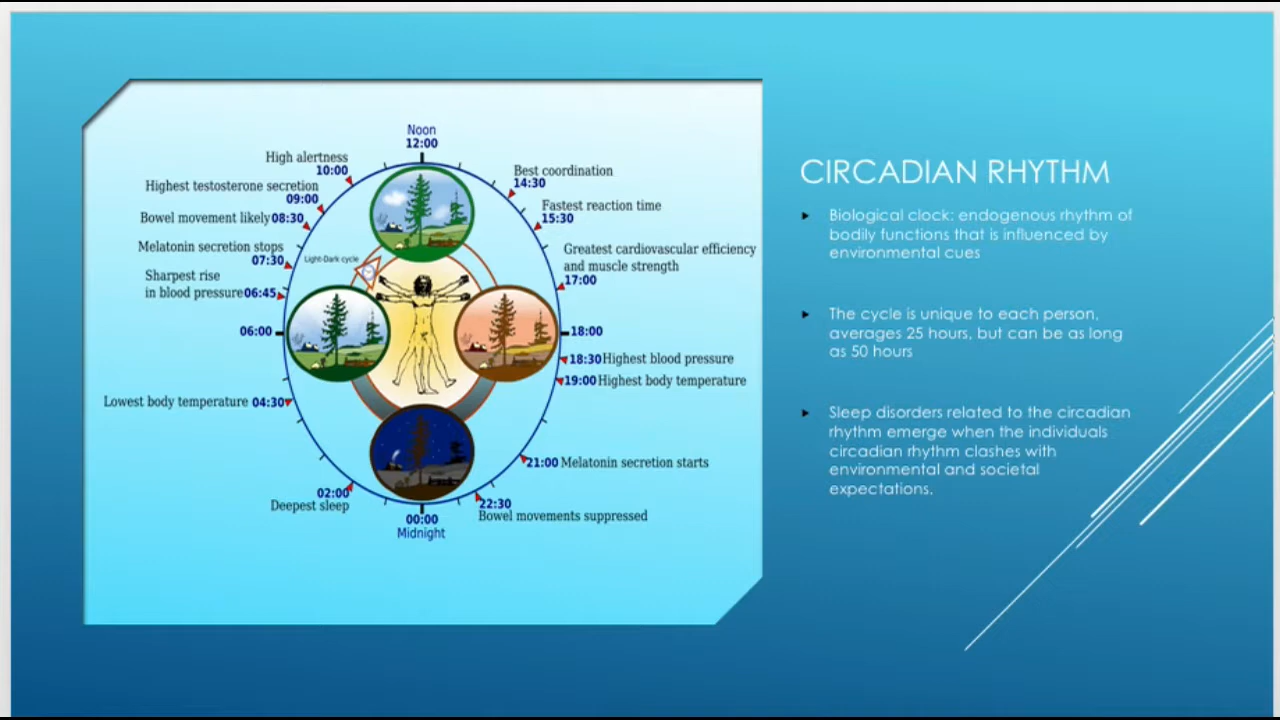 Noon
12:00
High alertness
10:00
Highest testosterone secretion
09:00
Bowel movement likely 08:30
Melatonin secretion stops
07:30
Sharpest rise
in blood pressure 06:45
06:00
Lowest body temperature 04:30
02:00
Deepest sleep
00:00
Midnight
Light-Dark cycle
Best coordination
14:30
Fastest reaction time
15:30
Greatest cardiovascular efficiency
and muscle strength
17:00
18:00
18:30 Highest blood pressure
19:00 Highest body temperature
21:00 Melatonin secretion starts
22:30
Bowel movements suppressed
CIRCADIAN RHYTHM
Biological clock: endogenous rhythm of
bodily functions that is influenced by
environmental cues
The cycle is unique to each person,
averages 25 hours, but can be as long
as 50 hours
Sleep disorders related to the circadian
rhythm emerge when the individuals
circadian rhythm clashes with
environmental and societal
expectations.